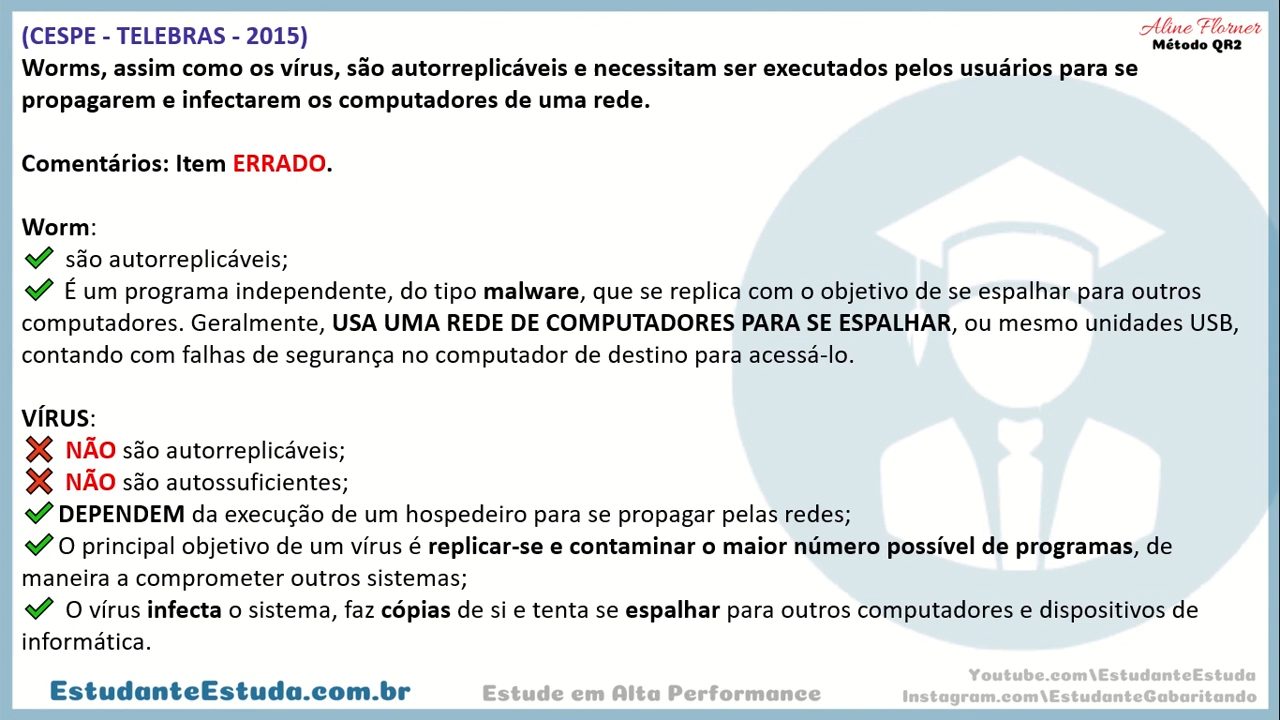 (CESPE - TELEBRAS - 2015)
Aline Florner
Método QR2
Worms, assim como os vírus, são autorreplicáveis e necessitam ser executados pelos usuários para se
propagarem e infectarem os computadores de uma rede.
Comentários: Item ERRADO.
Worm:
são autorreplicáveis;
É um programa independente, do tipo malware, que se replica com o objetivo de se espalhar para outros
computadores. Geralmente, USA UMA REDE DE COMPUTADORES PARA SE ESPALHAR, ou mesmo unidades USB,
contando com falhas de segurança no computador de destino para acessá-lo.
VÍRUS:
NÃO são autorreplicáveis;
NÃO são autossuficientes;
DEPENDEM da execução de um hospedeiro para se propagar pelas redes;
O principal objetivo de um vírus é replicar-se e contaminar o maior número possível de programas, de
maneira a comprometer outros sistemas;
O vírus infecta o sistema, faz cópias de si e tenta se espalhar para outros computadores e dispositivos de
informática.
EstudanteEstuda.com.br
Estude em Alta Performance
Youtube.com\EstudanteEstuda
Instagram.com\EstudanteGabaritando